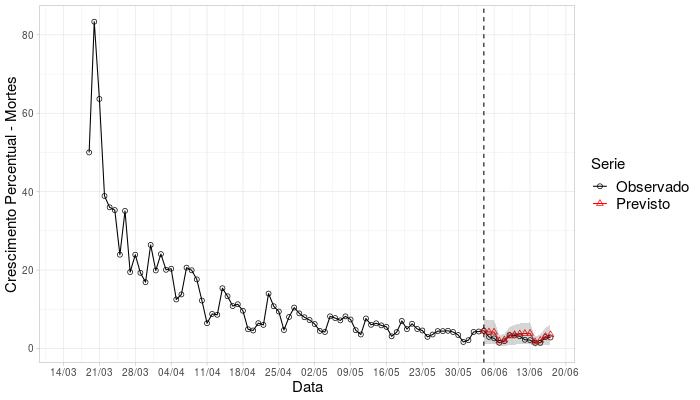 Crescimento Percentual - Mortes
80
60
40
20
0
14/03 21/03 28/03 04/04 11/04 18/04 25/04 02/05 09/05 16/05 23/05 30/05 06/06 13/06 20/06
Data
Serie
Observado
Previsto